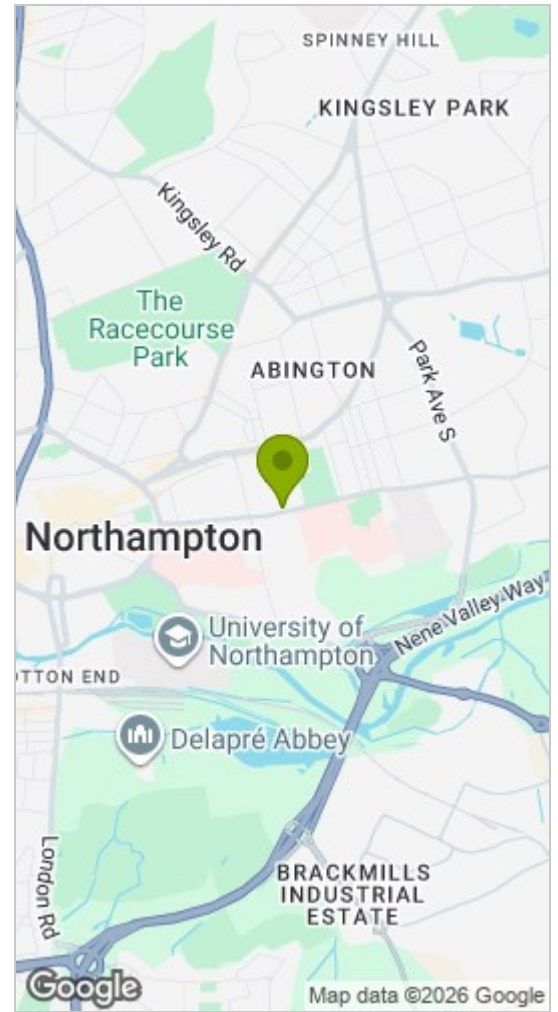 SPINNEY HILL
KINGSLEY PARK
Kingsley Rd
The
Racecourse
Park
ABINGTON
Park Ave S
Northampton
University of
Northampton
Nene Valley Way
OTTON END
Delapré Abbey
London Rd
BRACKMILLS
INDUSTRIAL
ESTATE
Google
Map data ©2026 Google